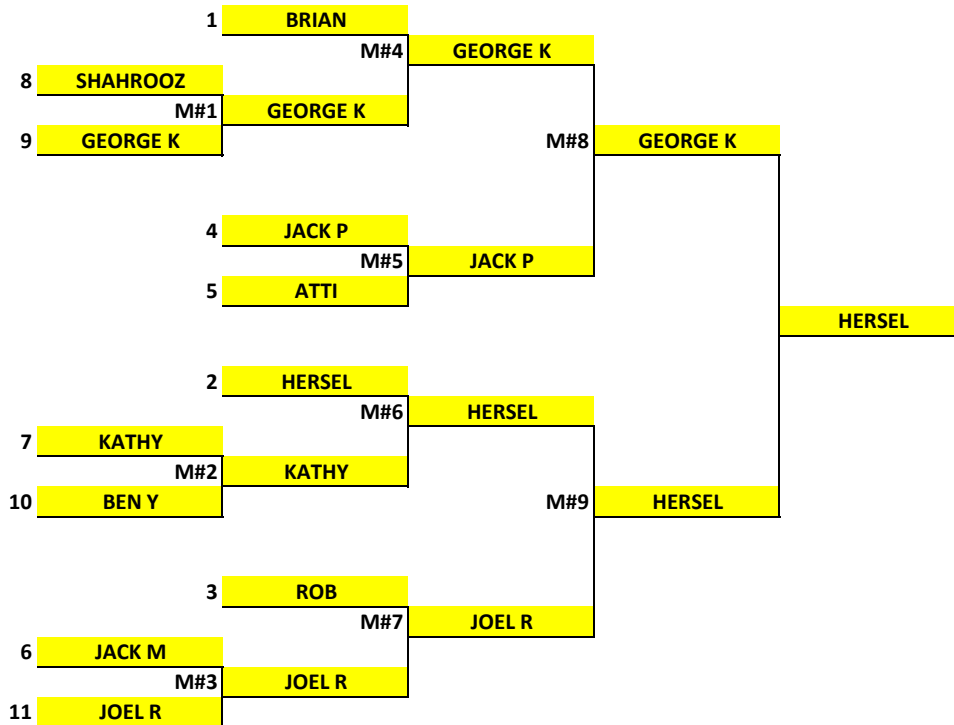 1 BRIAN
M#4 GEORGE K
8 SHAHROOZ
M#1 GEORGE K
9 GEORGE K
M#8 GEORGE K
4 JACK P
M#5 JACK P
5 ATTI
HERSEL
2 HERSEL
M#6 HERSEL
7 KATHY
M#2 KATHY
10 BEN Y
M#9 HERSEL
3 ROB
M#7 JOEL R
6 JACK M
M#3 JOEL R
11 JOEL R